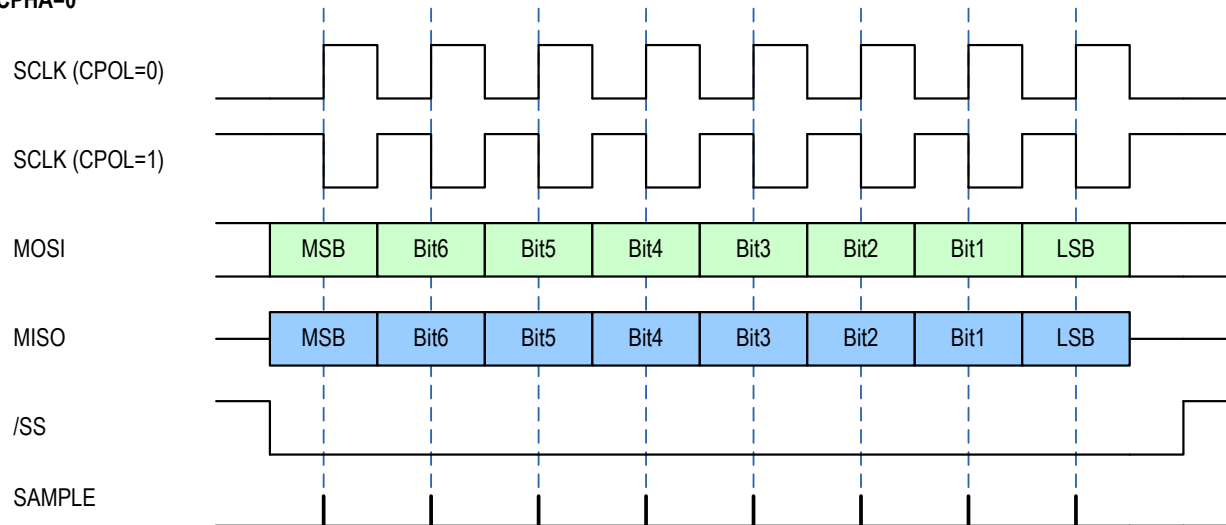 CPHA=0
SCLK (CPOL=0)
SCLK (CPOL=1)
MOSI MSB Bit6 Bit5 Bit4 Bit3 Bit2 Bit1 LSB
MISO MSB Bit6 Bit5 Bit4 Bit3 Bit2 Bit1 LSB
/SS
SAMPLE